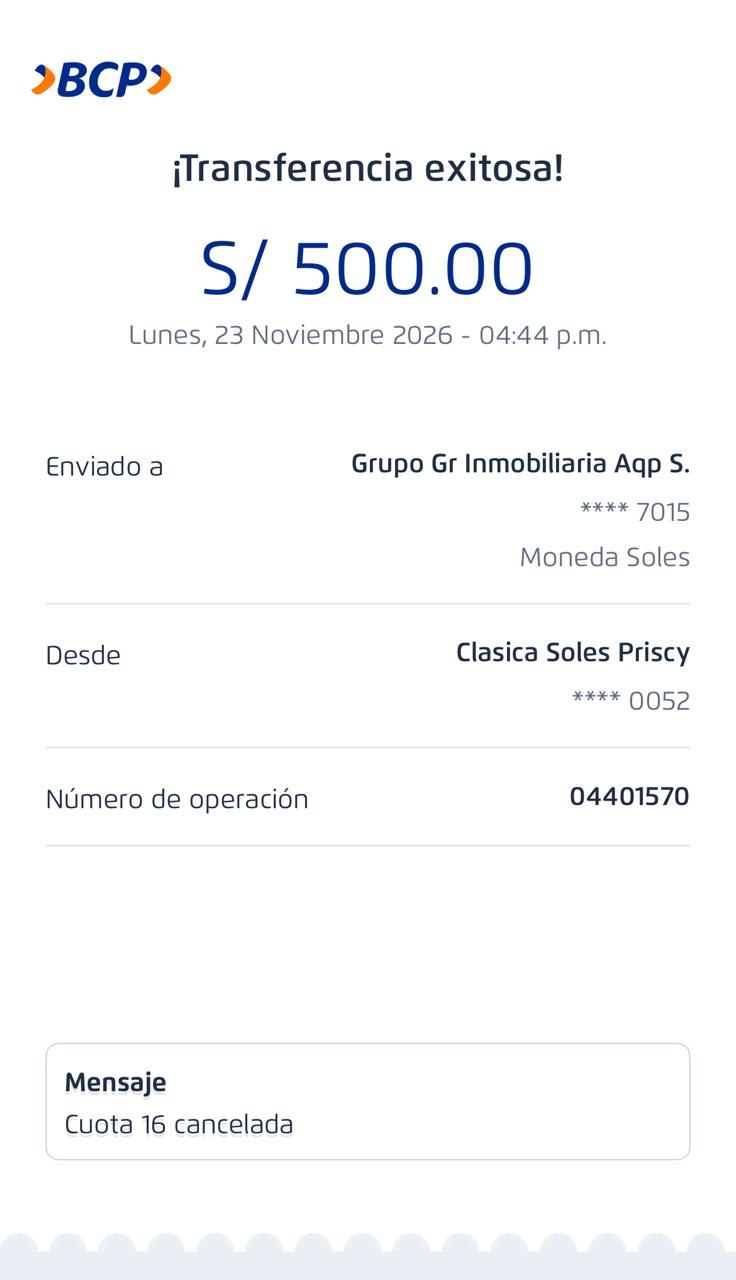 BCP
¡Transferencia exitosa!
S/ 500.00
Lunes, 23 Noviembre 2026 - 04:44 p.m.
Enviado a
Grupo Gr Inmobiliaria Aqp S.
**** 7015
Moneda Soles
Desde
Clasica Soles Priscy
**** 0052
Número de operación
04401570
Mensaje
Cuota 16 cancelada